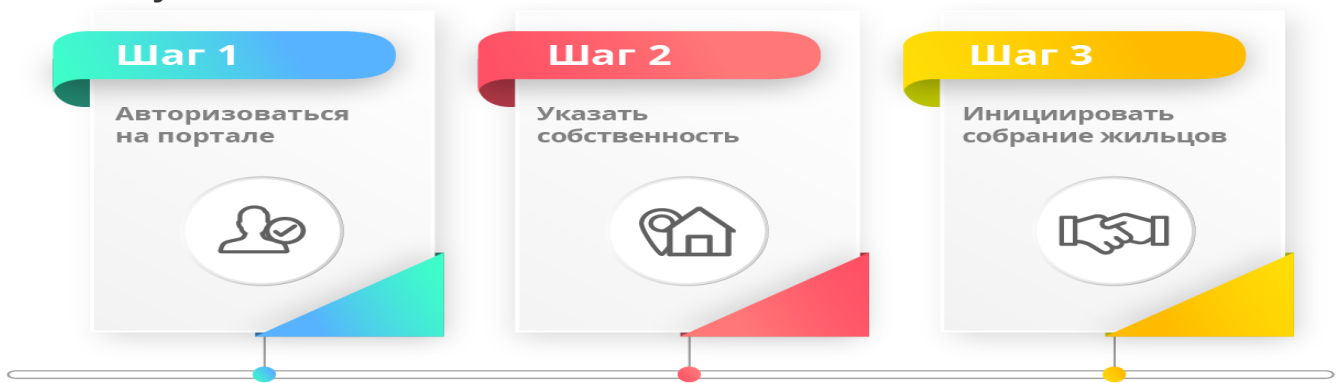 Шаг 1
Авторизоваться
на портале
Шаг 2
Указать
собственность
Шаг 3
Инициировать
собрание жильцов